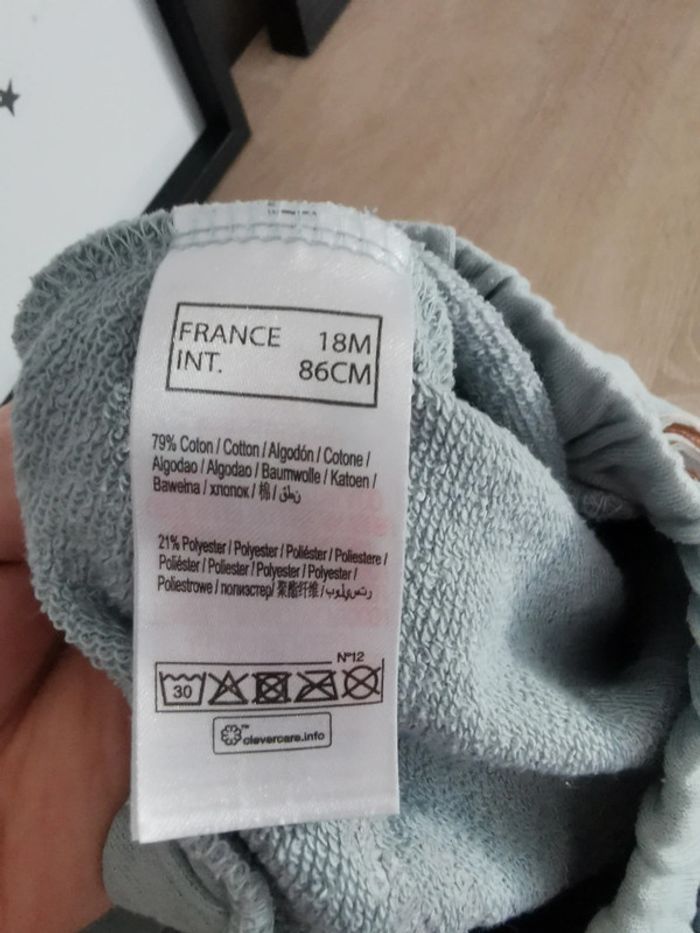 FRANCE 18M
INT. 86CM
79% Coton / Cotton / Algodón / Cotone /
Algodao / Algodao / Baumwolle / Katoen /
Bawełna / хлопок / 棉 / قطن
21% Polyester / Polyester / Poliéster / Poliestere /
Poliéster / Poliester / Polyester / Polyester /
Poliestrowe / полиэстер / 聚酯纤维 / بوليستر
N°12
30
clevercare.info